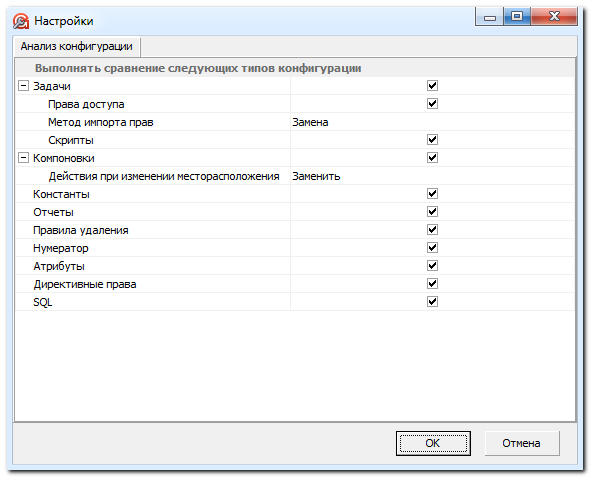 Настройки
Анализ конфигурации
Выполнять сравнение следующих типов конфигурации
Задачи
Права доступа
Метод импорта прав Замена
Скрипты
Компоновки
Действия при изменении месторасположения Заменить
Константы
Отчеты
Правила удаления
Нумератор
Атрибуты
Директивные права
SQL
OK Отмена